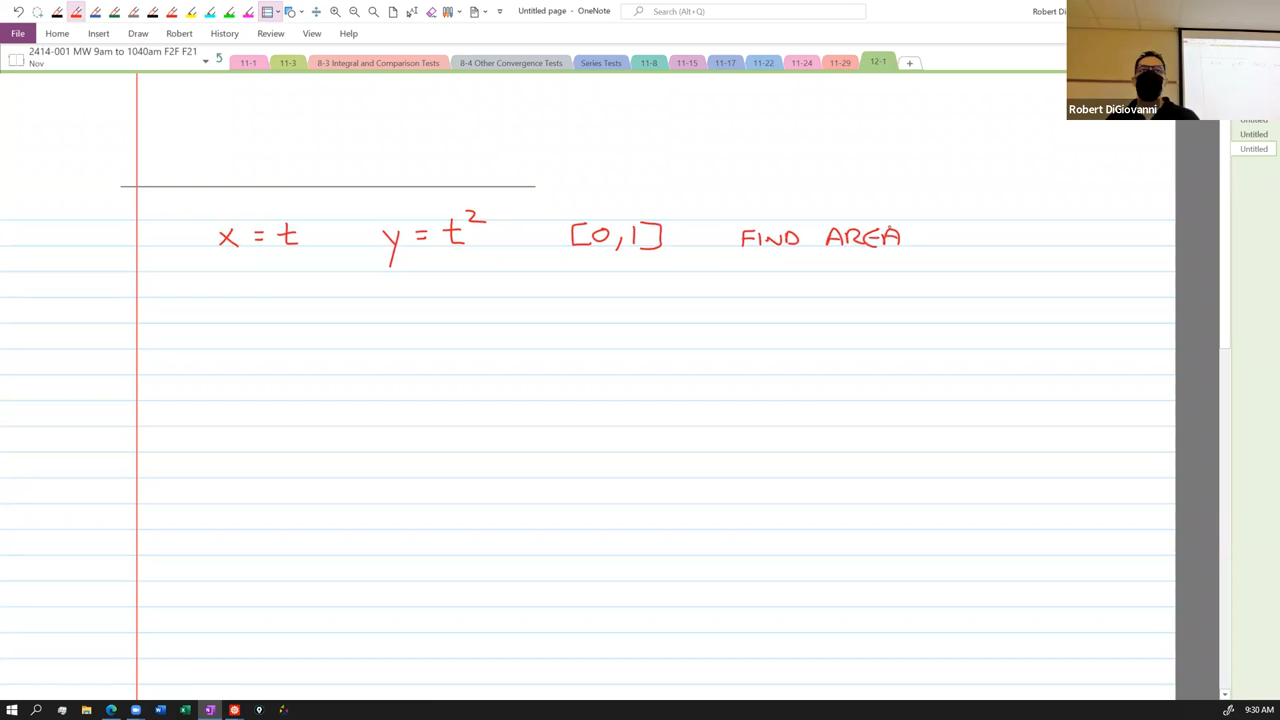 Untitled page - OneNote
Search (Alt+Q)
Robert Di
File Home Insert Draw Robert History Review View Help
2414-001 MW 9am to 1040am F2F F21
Nov
5
11-1 11-3 8-3 Integral and Comparison Tests 8-4 Other Convergence Tests Series Tests 11-8 11-15 11-17 11-22 11-24 11-29 12-1
Robert DiGiovanni
Untitled
Untitled
Untitled
x = t y = t² [0,1] FIND AREA
9:30 AM